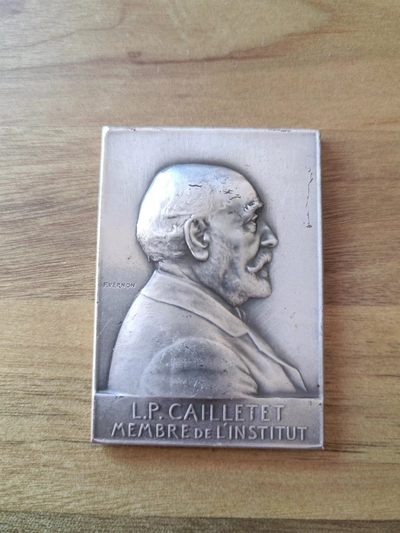 F.VERNON
L.P. CAILLETET
MEMBRE DE L'INSTITUT